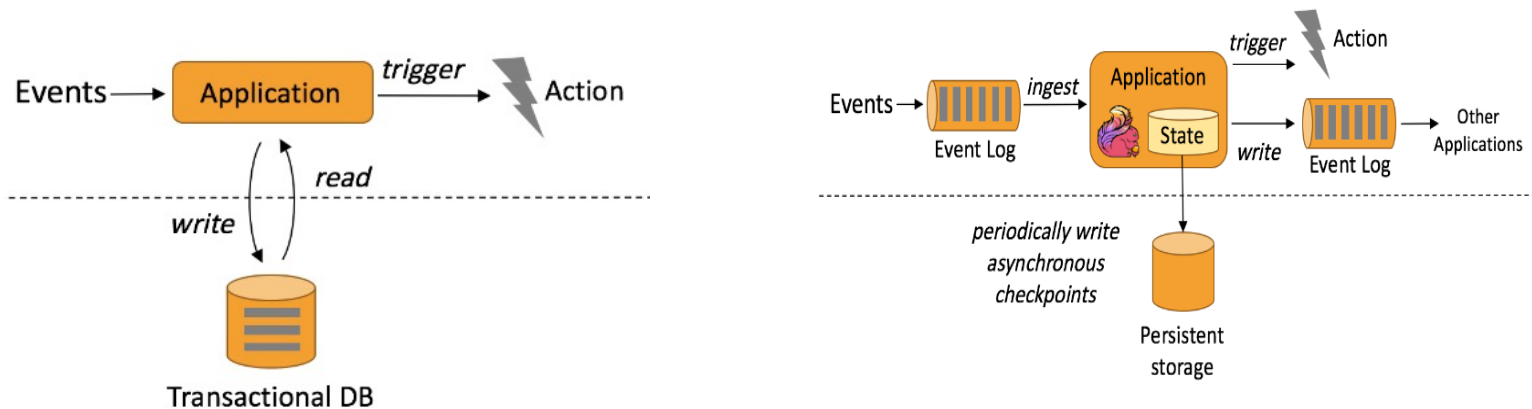 Events
Application
trigger
Action
read
write
Transactional DB
Events
Event Log
ingest
Application
State
trigger
Action
write
Event Log
Other
Applications
periodically write
asynchronous
checkpoints
Persistent
storage